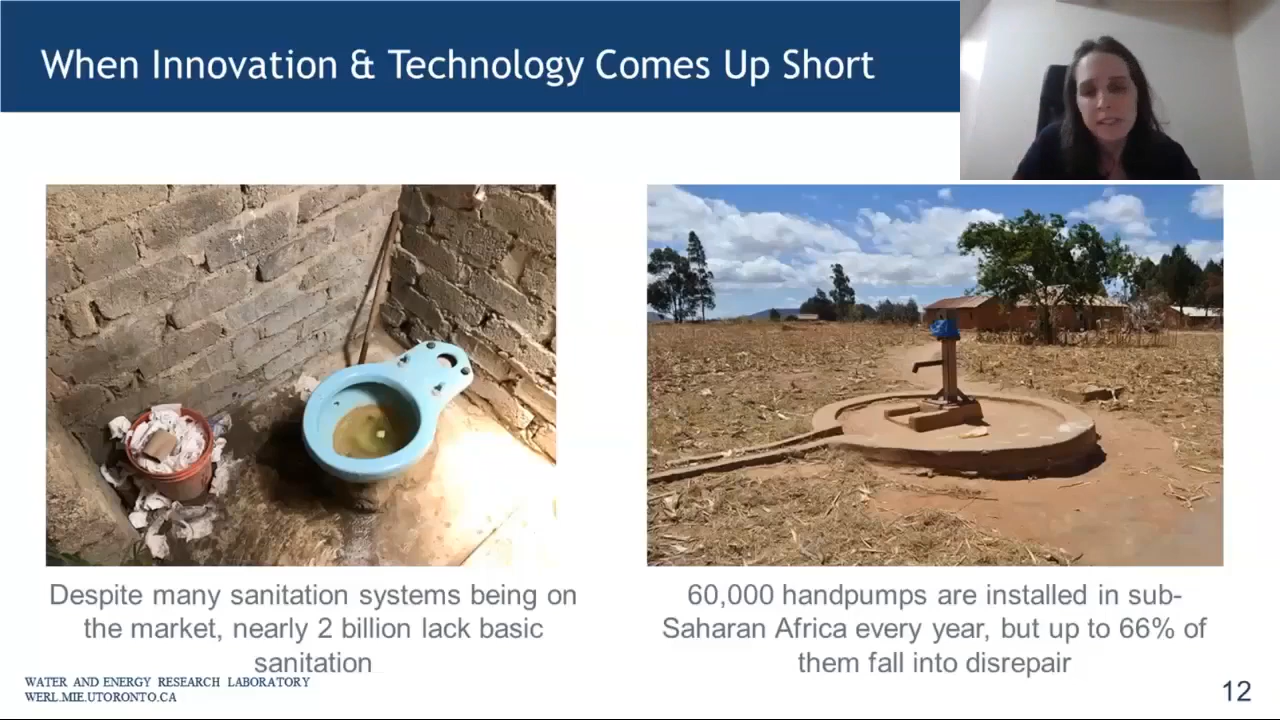 When Innovation & Technology Comes Up Short
Despite many sanitation systems being on
the market, nearly 2 billion lack basic
sanitation
60,000 handpumps are installed in sub-
Saharan Africa every year, but up to 66% of
them fall into disrepair
WATER AND ENERGY RESEARCH LABORATORY
WERL.MIE.UTORONTO.CA
12